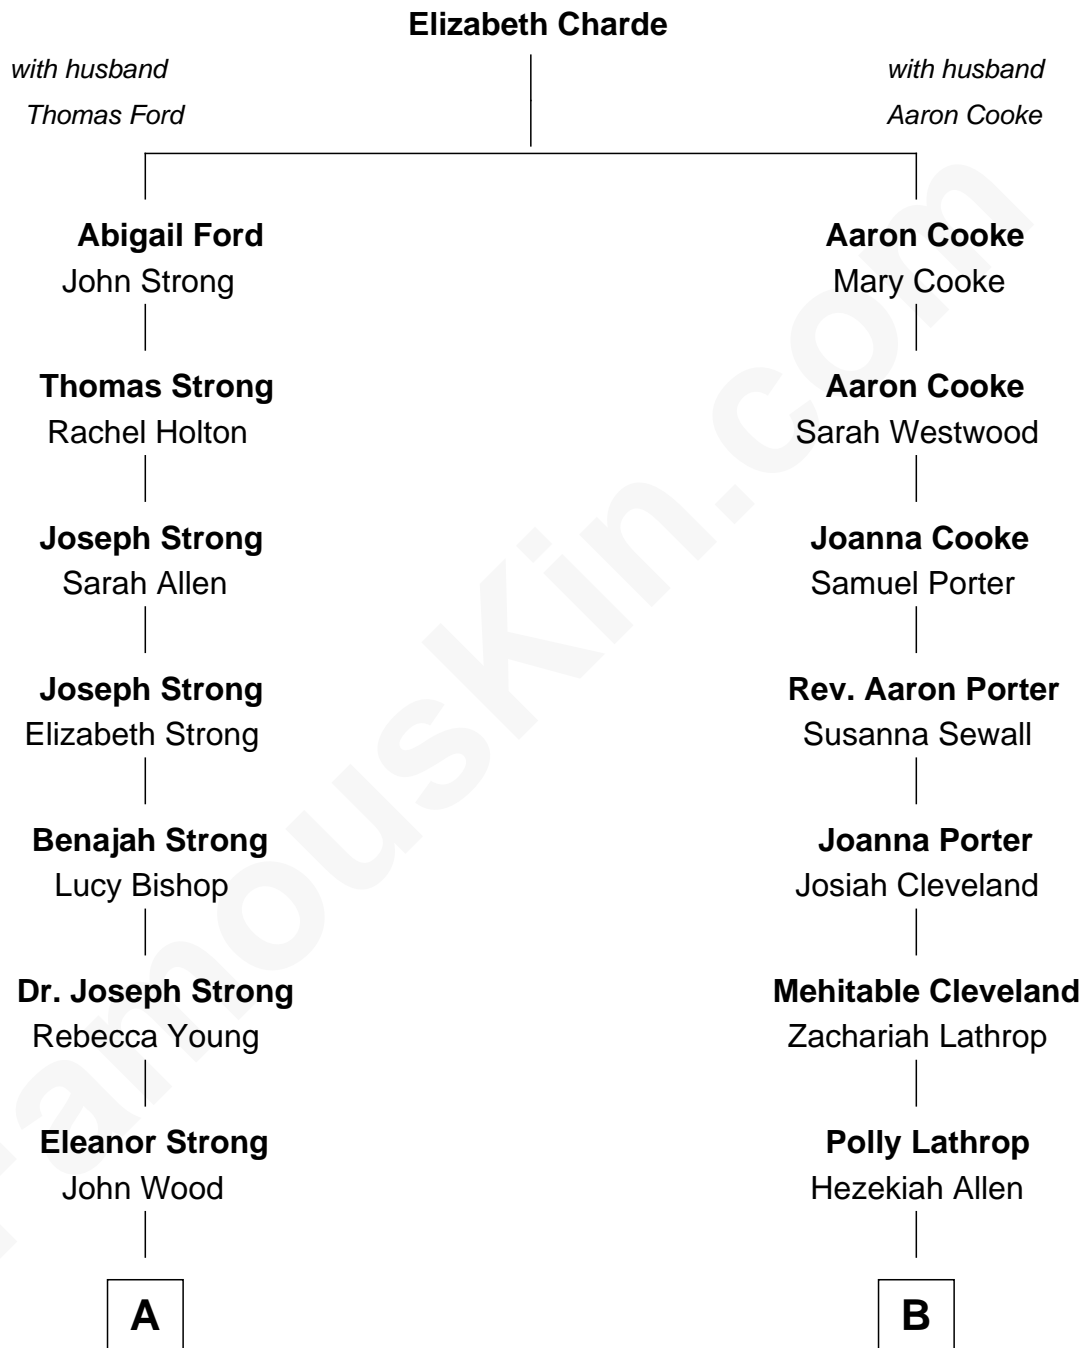 Elizabeth Charde
with husband
Thomas Ford
with husband
Aaron Cooke
Abigail Ford
John Strong
Aaron Cooke
Mary Cooke
Thomas Strong
Rachel Holton
Aaron Cooke
Sarah Westwood
Joseph Strong
Sarah Allen
Joanna Cooke
Samuel Porter
Joseph Strong
Elizabeth Strong
Rev. Aaron Porter
Susanna Sewall
Benajah Strong
Lucy Bishop
Joanna Porter
Josiah Cleveland
Dr. Joseph Strong
Rebecca Young
Mehitable Cleveland
Zachariah Lathrop
Eleanor Strong
John Wood
Polly Lathrop
Hezekiah Allen
A
B
FamousKin.com